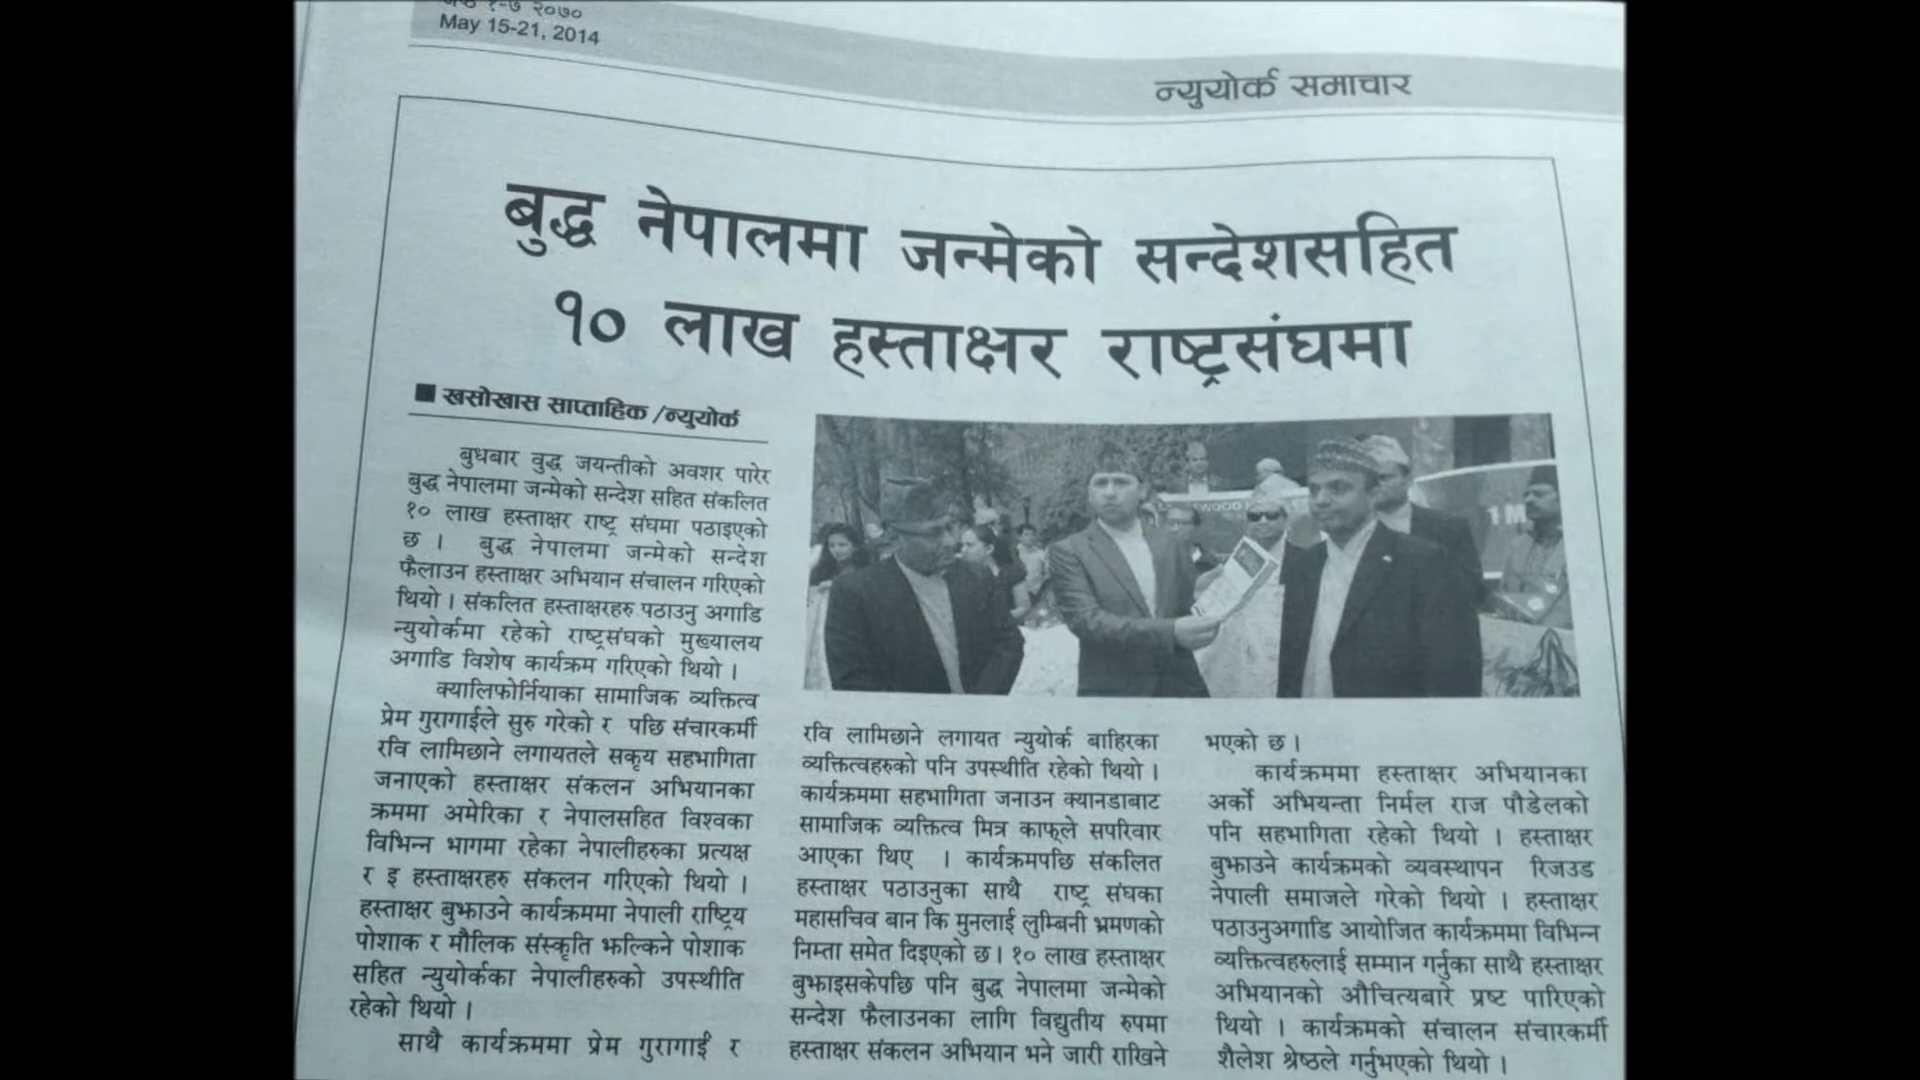 १-७ २०७०
May 15-21, 2014
न्युयोर्क समाचार
बुद्ध नेपालमा जन्मेको सन्देशसहित
१० लाख हस्ताक्षर राष्ट्रसंघमा
■ खसोखास साप्ताहिक /न्युयोर्क
बुधबार वुद्ध जयन्तीको अवशर पारेर
बुद्ध नेपालमा जन्मेको सन्देश सहित संकलित
१० लाख हस्ताक्षर राष्ट्र संघमा पठाइएको
छ । बुद्ध नेपालमा जन्मेको सन्देश
फैलाउन हस्ताक्षर अभियान संचालन गरिएको
थियो । संकलित हस्ताक्षरहरु पठाउनु अगाडि
न्युयोर्कमा रहेको राष्ट्रसंघको मुख्यालय
अगाडि विशेष कार्यक्रम गरिएको थियो ।
क्यालिफोर्नियाका सामाजिक व्यक्तित्व
प्रेम गुरागाईले सुरु गरेको र पछि संचारकर्मी
रवि लामिछाने लगायतले सकृय सहभागिता
जनाएको हस्ताक्षर संकलन अभियानका
क्रममा अमेरिका र नेपालसहित विश्वका
विभिन्न भागमा रहेका नेपालीहरुका प्रत्यक्ष
र इ हस्ताक्षरहरु संकलन गरिएको थियो ।
हस्ताक्षर बुझाउने कार्यक्रममा नेपाली राष्ट्रिय
पोशाक र मौलिक संस्कृति झल्किने पोशाक
सहित न्युयोर्कका नेपालीहरुको उपस्थीति
रहेको थियो ।
साथै कार्यक्रममा प्रेम गुरागाईं र
रवि लामिछाने लगायत न्युयोर्क बाहिरका
व्यक्तित्वहरुको पनि उपस्थीति रहेको थियो ।
कार्यक्रममा सहभागिता जनाउन क्यानडाबाट
सामाजिक व्यक्तित्व मित्र काफ्ले सपरिवार
आएका थिए । कार्यक्रमपछि संकलित
हस्ताक्षर पठाउनुका साथै राष्ट्र संघका
महासचिव बान कि मुनलाई लुम्बिनी भ्रमणको
निम्ता समेत दिइएको छ। १० लाख हस्ताक्षर
बुझाइसकेपछि पनि बुद्ध नेपालमा जन्मेको
सन्देश फैलाउनका लागि विद्युतीय रुपमा
हस्ताक्षर संकलन अभियान भने जारी राखिने
भएको छ ।
कार्यक्रममा हस्ताक्षर अभियानका
अर्को अभियन्ता निर्मल राज पौडेलको
पनि सहभागिता रहेको थियो । हस्ताक्षर
बुझाउने कार्यक्रमको व्यवस्थापन रिजउड
नेपाली समाजले गरेको थियो । हस्ताक्षर
पठाउनुअगाडि आयोजित कार्यक्रममा विभिन्न
व्यक्तित्वहरुलाई सम्मान गर्नुका साथै हस्ताक्षर
अभियानको औचित्यबारे प्रष्ट पारिएको
थियो । कार्यक्रमको संचालन संचारकर्मी
शैलेश श्रेष्ठले गर्नुभएको थियो ।